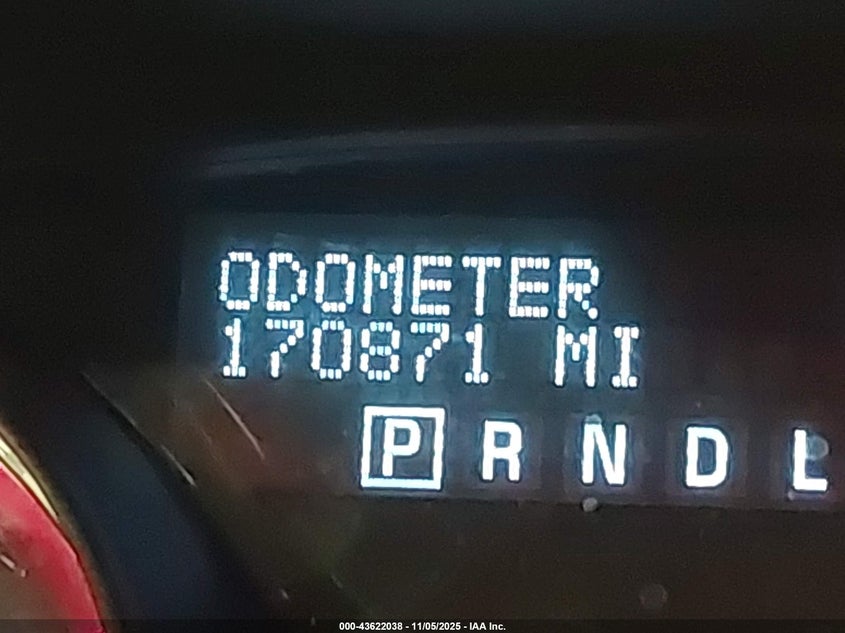 ODOMETER
170871 MI
P R N D L
000-43622038 - 11/05/2025 - IAA Inc.